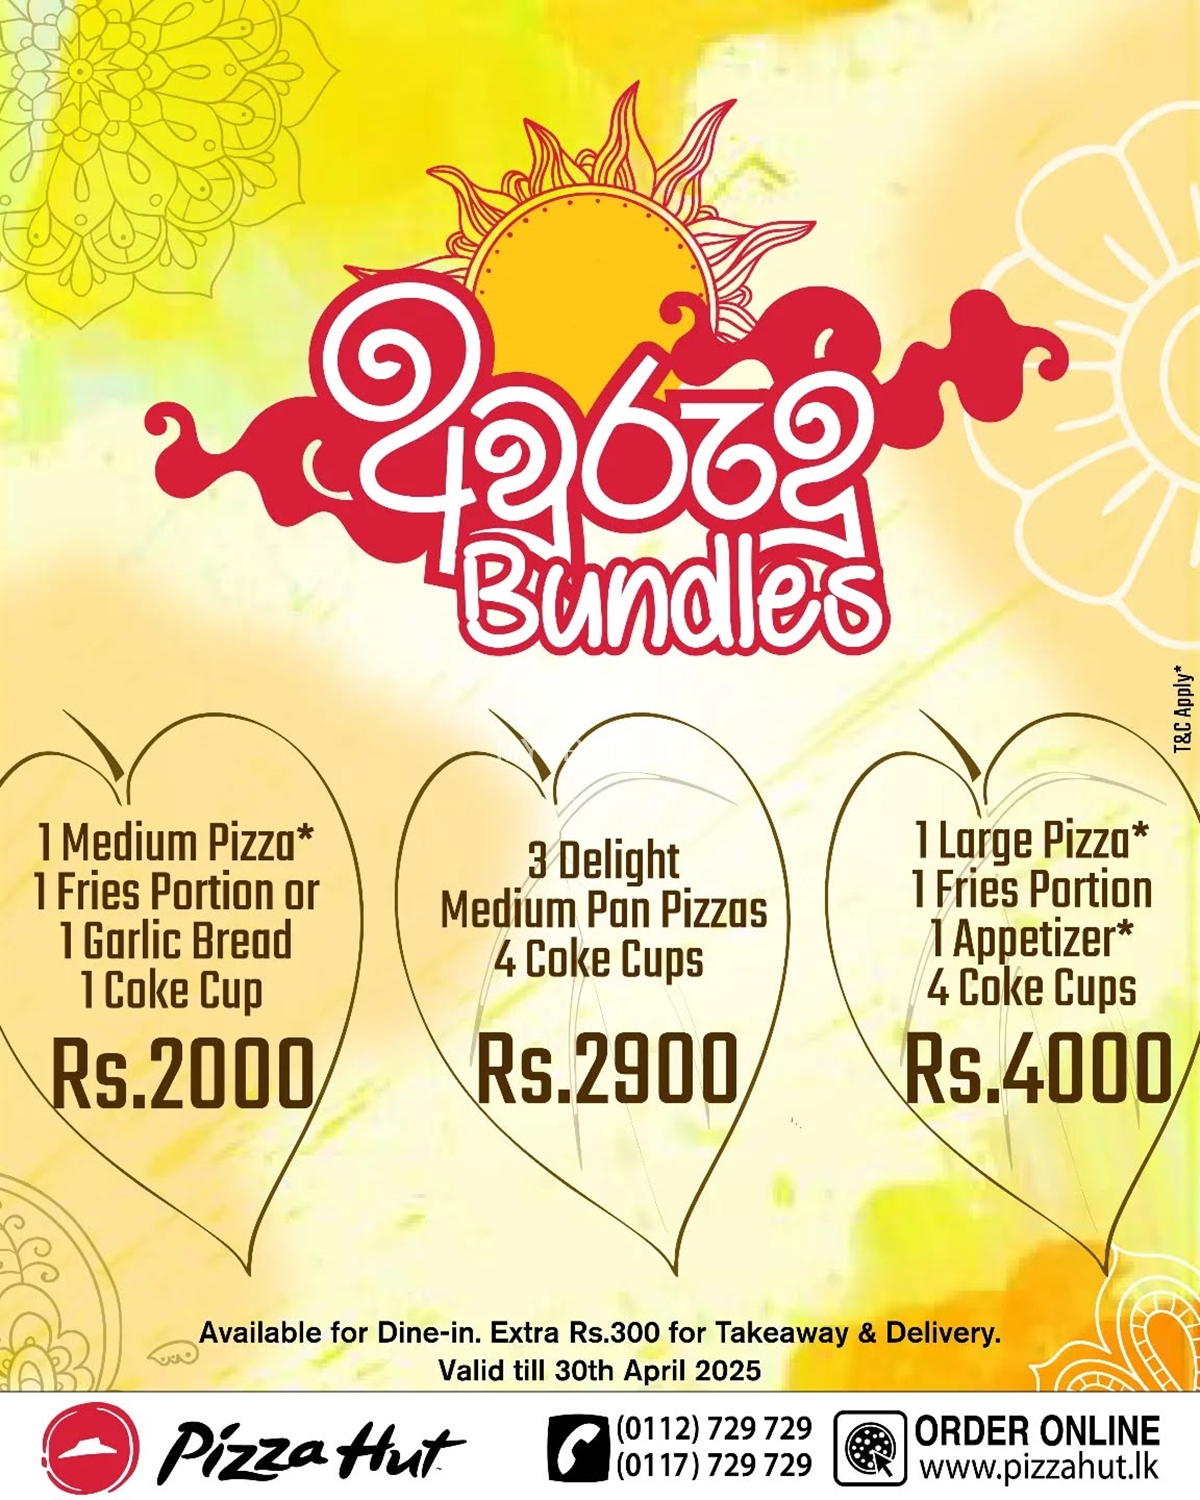 අවුරුදු
Bundles
T&C Apply*
1 Medium Pizza*
1 Fries Portion or
1 Garlic Bread
1 Coke Cup
Rs.2000
3 Delight
Medium Pan Pizzas
4 Coke Cups
Rs.2900
1 Large Pizza*
1 Fries Portion
1 Appetizer*
4 Coke Cups
Rs.4000
Available for Dine-in. Extra Rs.300 for Takeaway & Delivery.
Valid till 30th April 2025
Pizza Hut
(0112) 729 729
(0117) 729 729
ORDER ONLINE
www.pizzahut.lk